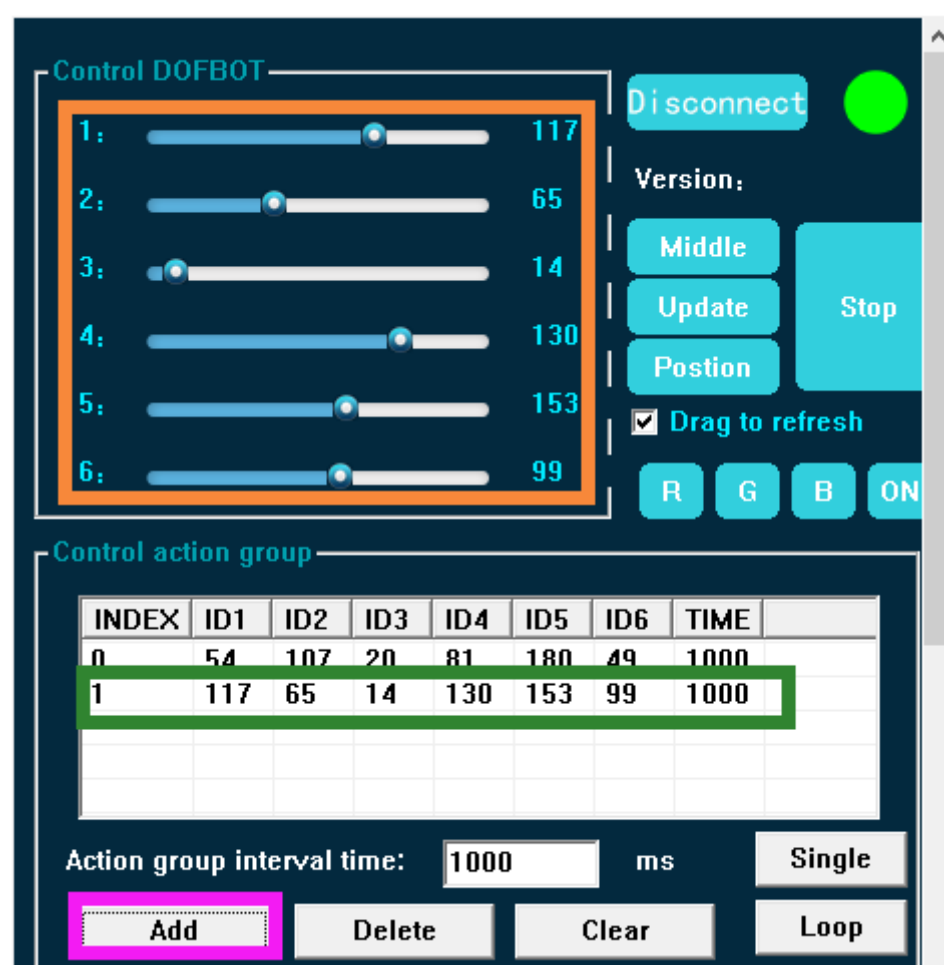 Control DOFBOT
1: 117
2: 65
3: 14
4: 130
5: 153
6: 99
Disconnect
Version:
Middle
Update
Postion
Stop
Drag to refresh
R G B ON
Control action group
INDEX ID1 ID2 ID3 ID4 ID5 ID6 TIME
0 54 107 20 81 180 49 1000
1 117 65 14 130 153 99 1000
Action group interval time: 1000 ms
Single
Add Delete Clear Loop